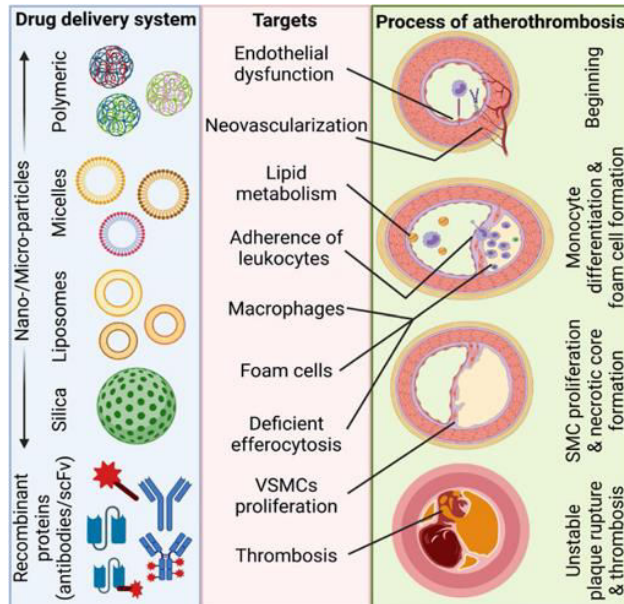 Drug delivery system
Nano-/Micro-particles
Polymeric
Micelles
Liposomes
Silica
Recombinant
proteins
(antibodies/scFv)
Targets
Endothelial
dysfunction
Neovascularization
Lipid
metabolism
Adherence of
leukocytes
Macrophages
Foam cells
Deficient
efferocytosis
VSMCs
proliferation
Thrombosis
Process of atherothrombosis
Beginning
Monocyte
differentiation &
foam cell formation
SMC proliferation
& necrotic core
formation
Unstable
plaque rupture
& thrombosis